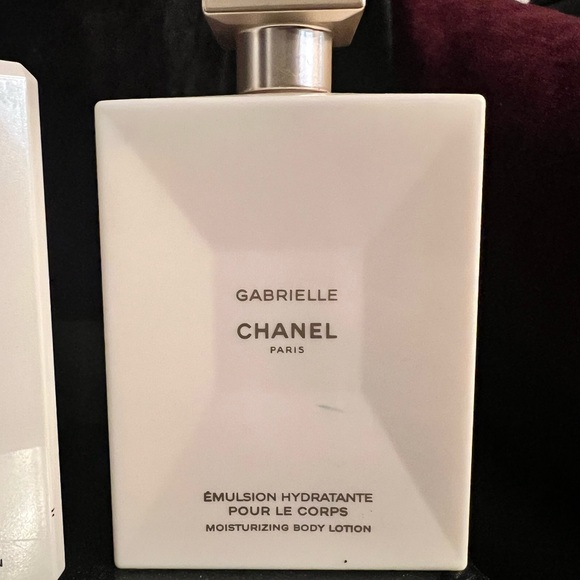 GABRIELLE
CHANEL
PARIS
ÉMULSION HYDRATANTE
POUR LE CORPS
MOISTURIZING BODY LOTION